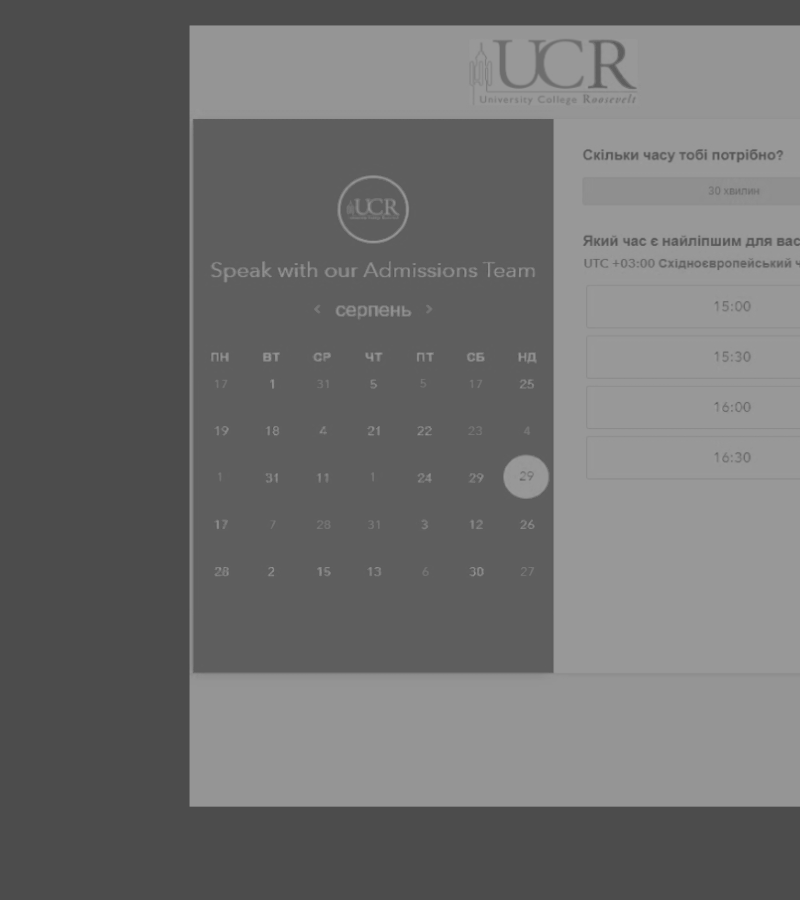 UCR
University College Roosevelt
UCR
Speak with our Admissions Team
серпень
ПН ВТ СР ЧТ ПТ СБ НД
17 1 31 5 5 17 25
19 18 4 21 22 23 4
1 31 11 1 24 29 29
17 7 28 31 3 12 26
28 2 15 13 6 30 27
Скільки часу тобі потрібно?
30 хвилин
Який час є найліпшим для вас
UTC +03:00 Східноєвропейський ч
15:00
15:30
16:00
16:30